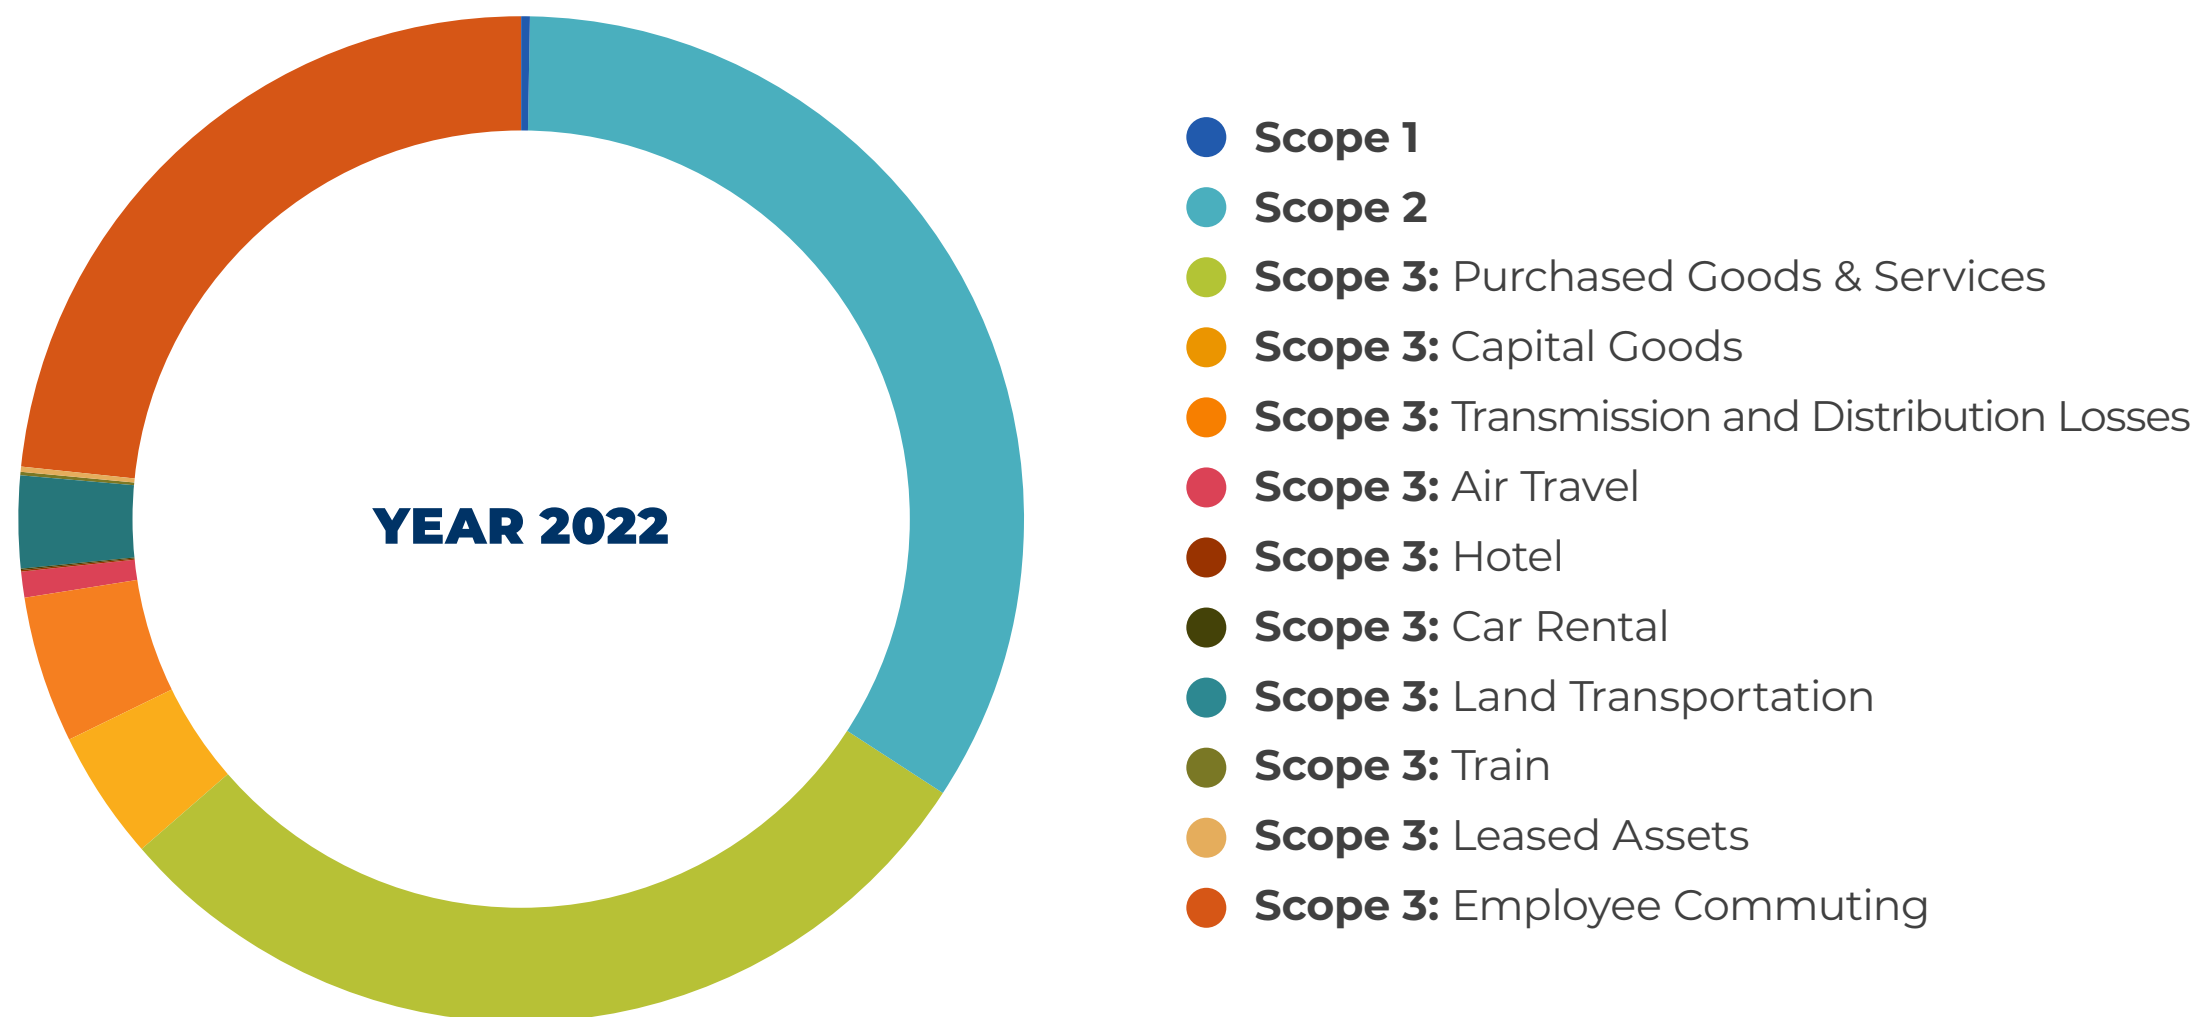 YEAR 2022
Scope 1
Scope 2
Scope 3: Purchased Goods & Services
Scope 3: Capital Goods
Scope 3: Transmission and Distribution Losses
Scope 3: Air Travel
Scope 3: Hotel
Scope 3: Car Rental
Scope 3: Land Transportation
Scope 3: Train
Scope 3: Leased Assets
Scope 3: Employee Commuting